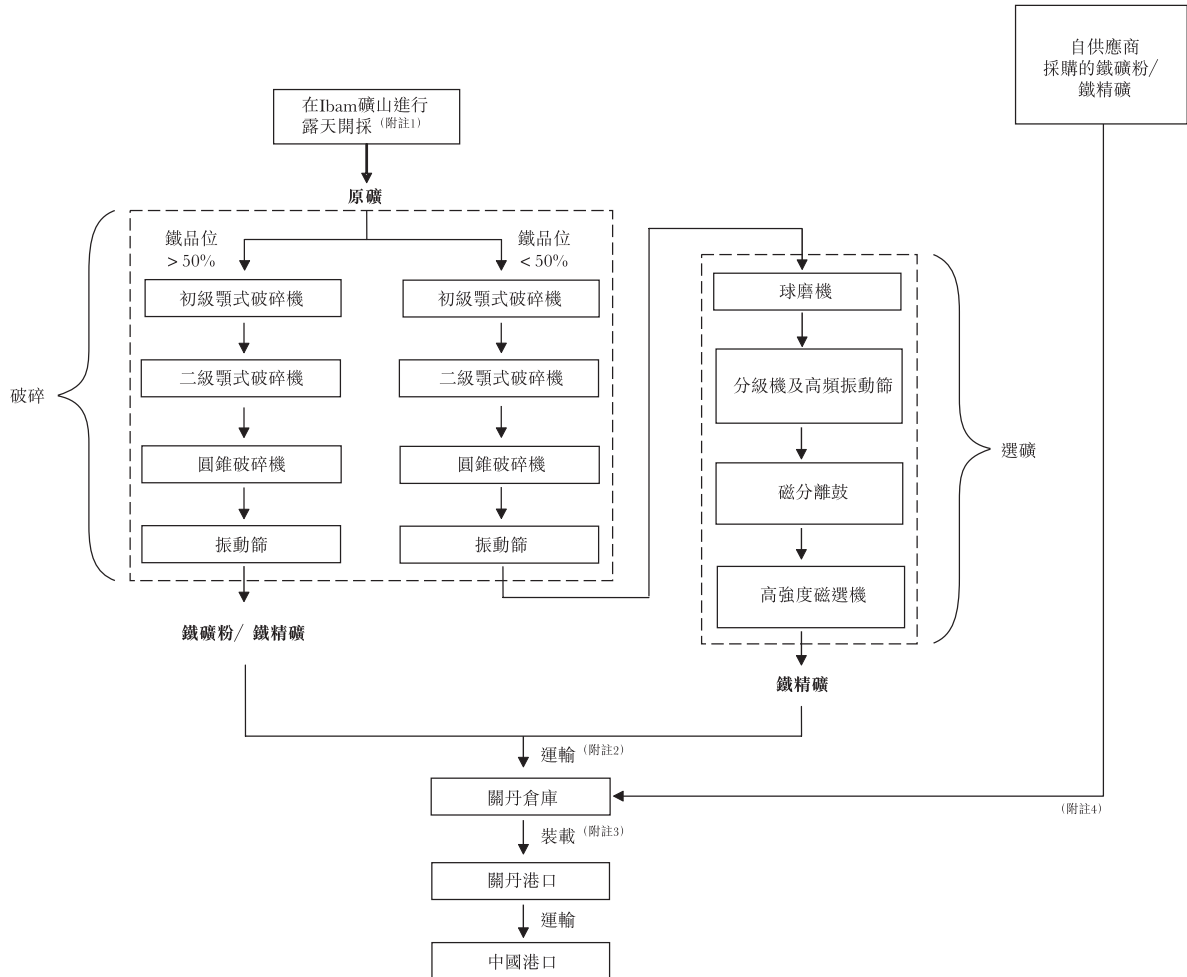 自供應商
採購的鐵礦粉/
鐵精礦
在Ibam礦山進行
露天開採（附註1）
原礦
破碎
鐵品位
> 50%
初級顎式破碎機
二級顎式破碎機
圓錐破碎機
振動篩
鐵礦粉/ 鐵精礦
鐵品位
< 50%
初級顎式破碎機
二級顎式破碎機
圓錐破碎機
振動篩
球磨機
分級機及高頻振動篩
磁分離鼓
高強度磁選機
選礦
鐵精礦
運輸（附註2）
關丹倉庫
（附註4）
裝載（附註3）
關丹港口
運輸
中國港口